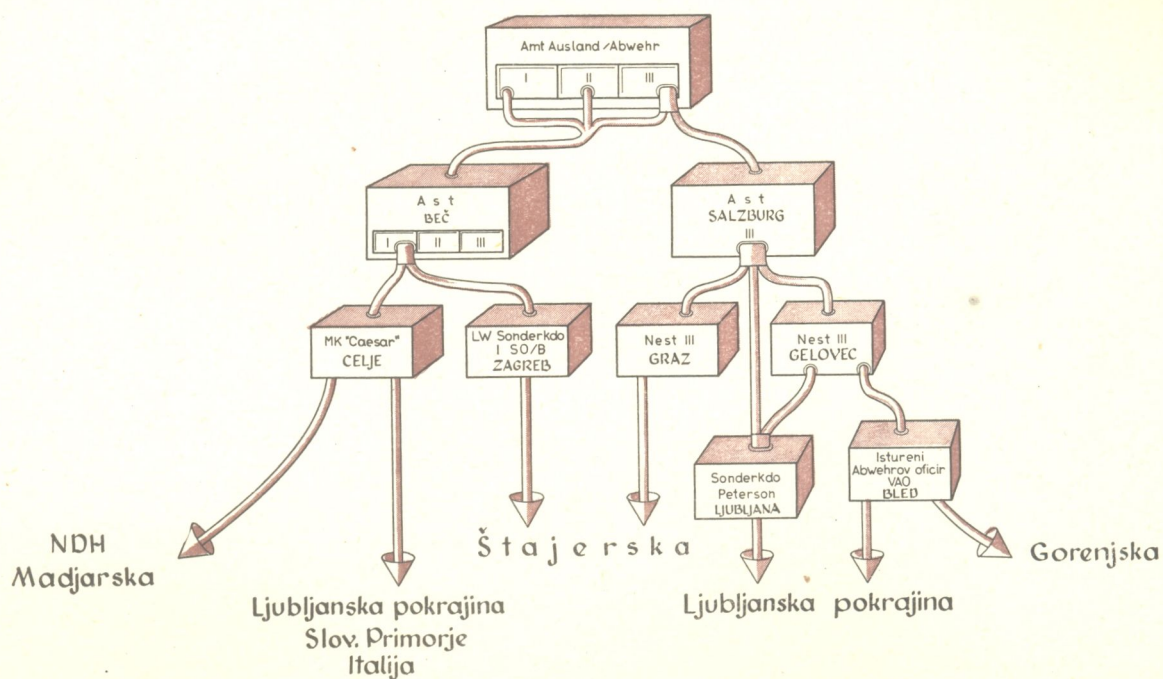 Amt Ausland/Abwehr
I II III
A s t
BEČ
I II III
A s t
SALZBURG
III
MK "Caesar"
CELJE
LW Sonderkdo
I SO/B
ZAGREB
Nest III
GRAZ
Nest III
GELOVEC
Sonderkdo
Peterson
LJUBLJANA
Istureni
Abwehrov oficir
VAO
BLED
NDH
Madjarska
Ljubljanska pokrajina
Slov. Primorje
Italija
Štajerska
Ljubljanska pokrajina
Gorenjska